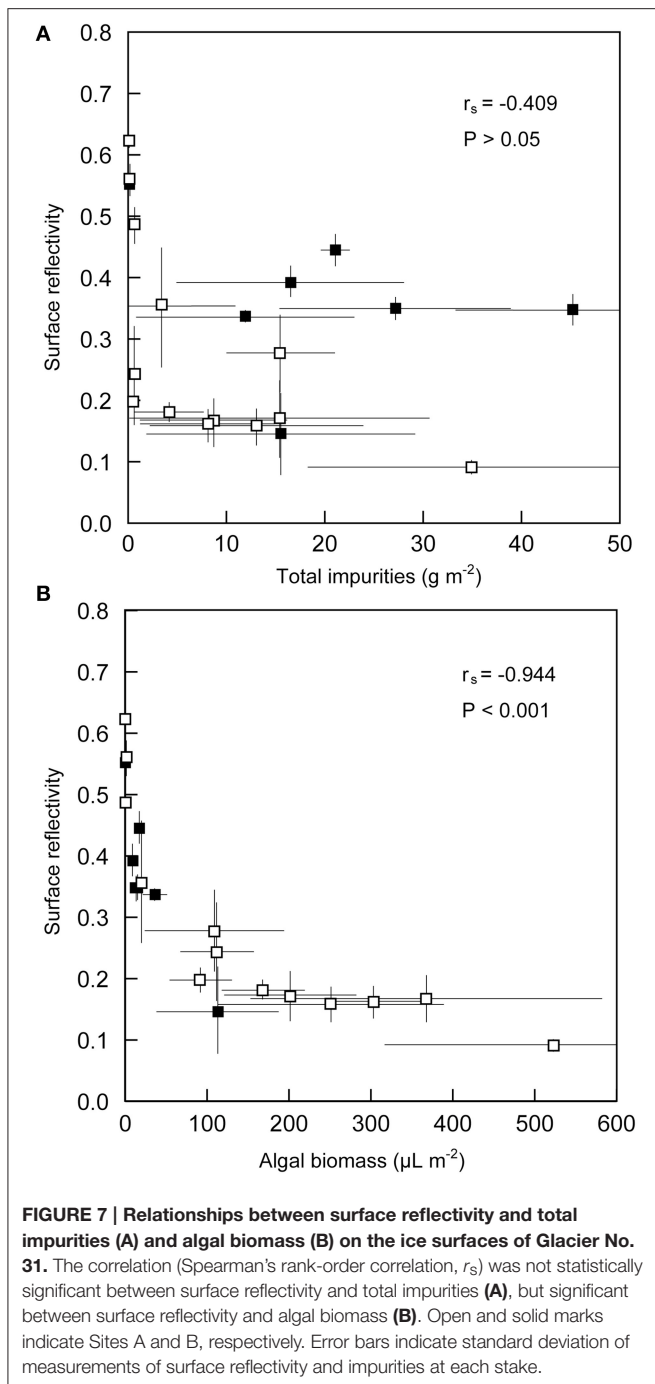 A
0.8
0.7
0.6
0.5
0.4
0.3
0.2
0.1
0.0
Surface reflectivity
r_s = -0.409
P > 0.05
0 10 20 30 40 50
Total impurities (g m⁻²)
B
0.8
0.7
0.6
0.5
0.4
0.3
0.2
0.1
0.0
Surface reflectivity
r_s = -0.944
P < 0.001
0 100 200 300 400 500 600
Algal biomass (µL m⁻²)
FIGURE 7 | Relationships between surface reflectivity and total
impurities (A) and algal biomass (B) on the ice surfaces of Glacier No.
31. The correlation (Spearman's rank-order correlation, r_s) was not statistically
significant between surface reflectivity and total impurities (A), but significant
between surface reflectivity and algal biomass (B). Open and solid marks
indicate Sites A and B, respectively. Error bars indicate standard deviation of
measurements of surface reflectivity and impurities at each stake.